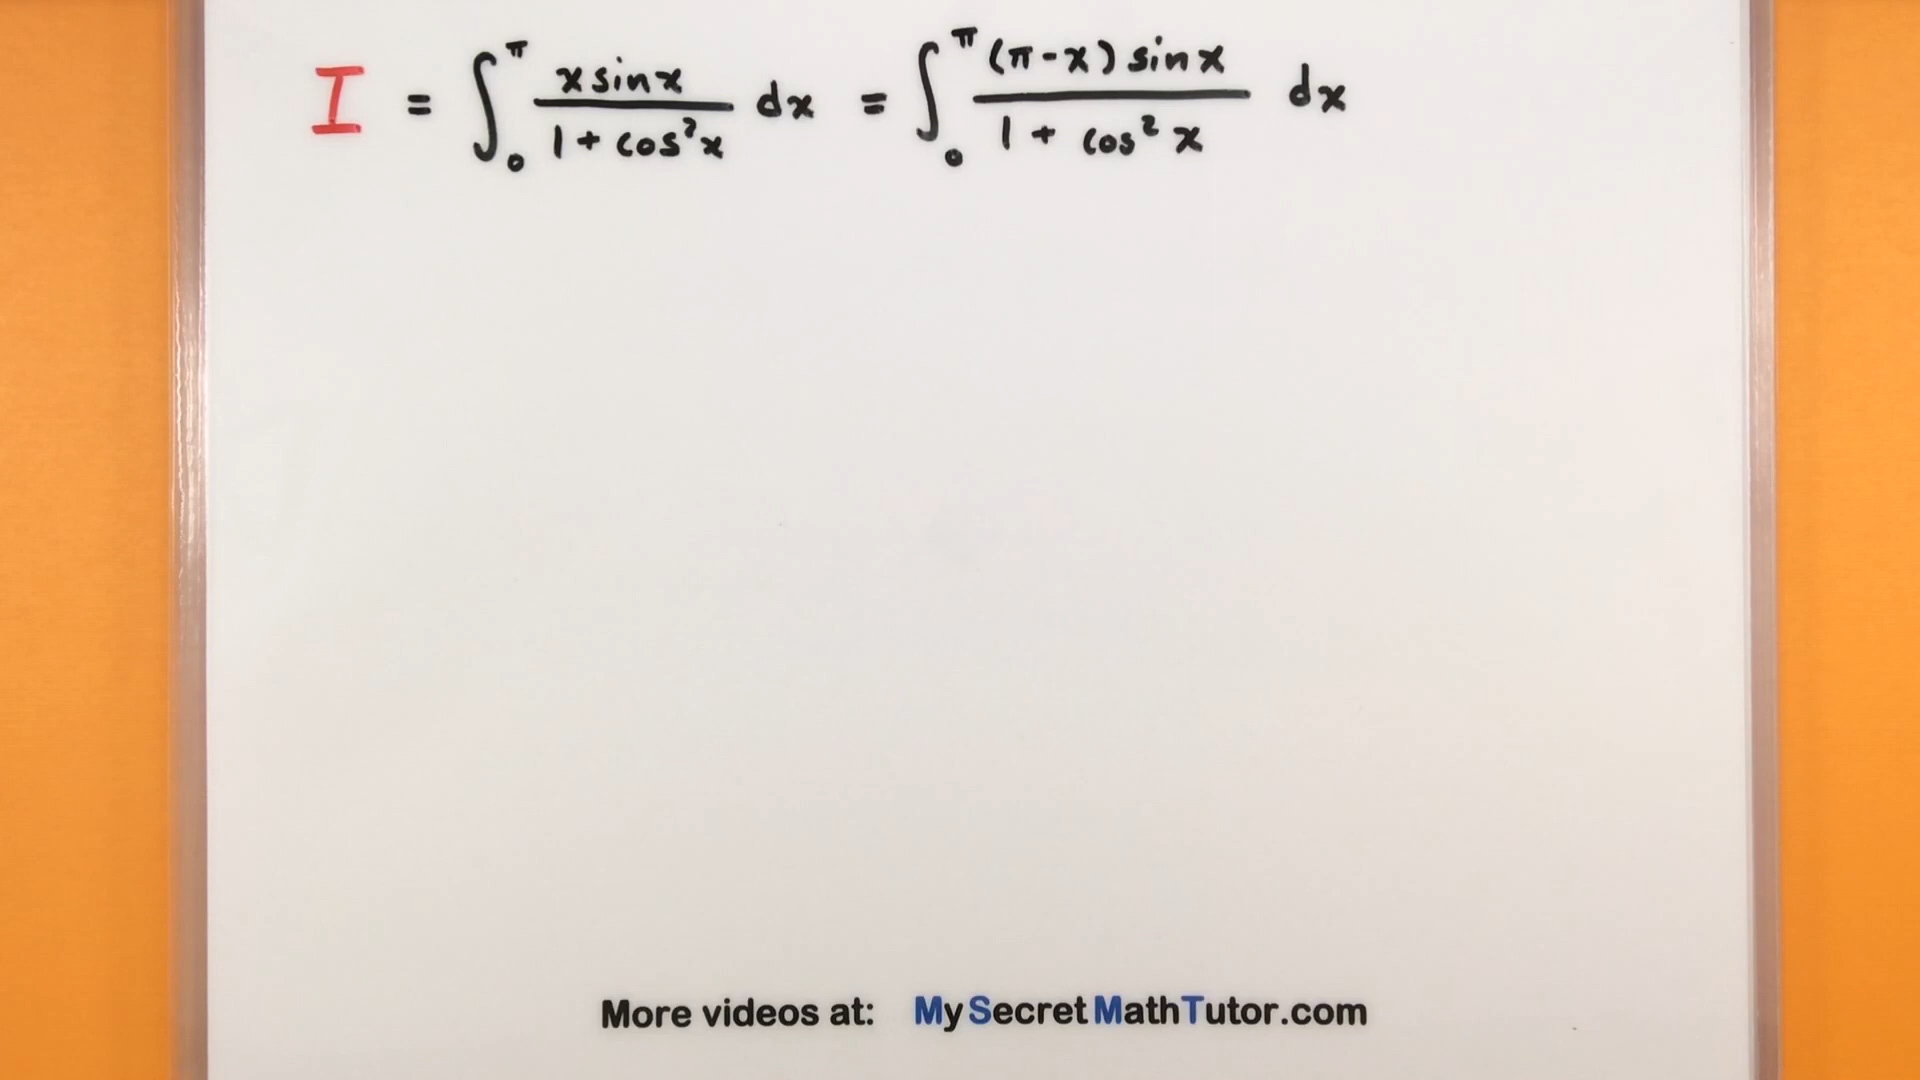 I = ∫₀^π (x sin x)/(1 + cos²x) dx = ∫₀^π ((π-x) sin x)/(1 + cos² x) dx
More videos at: MySecretMathTutor.com